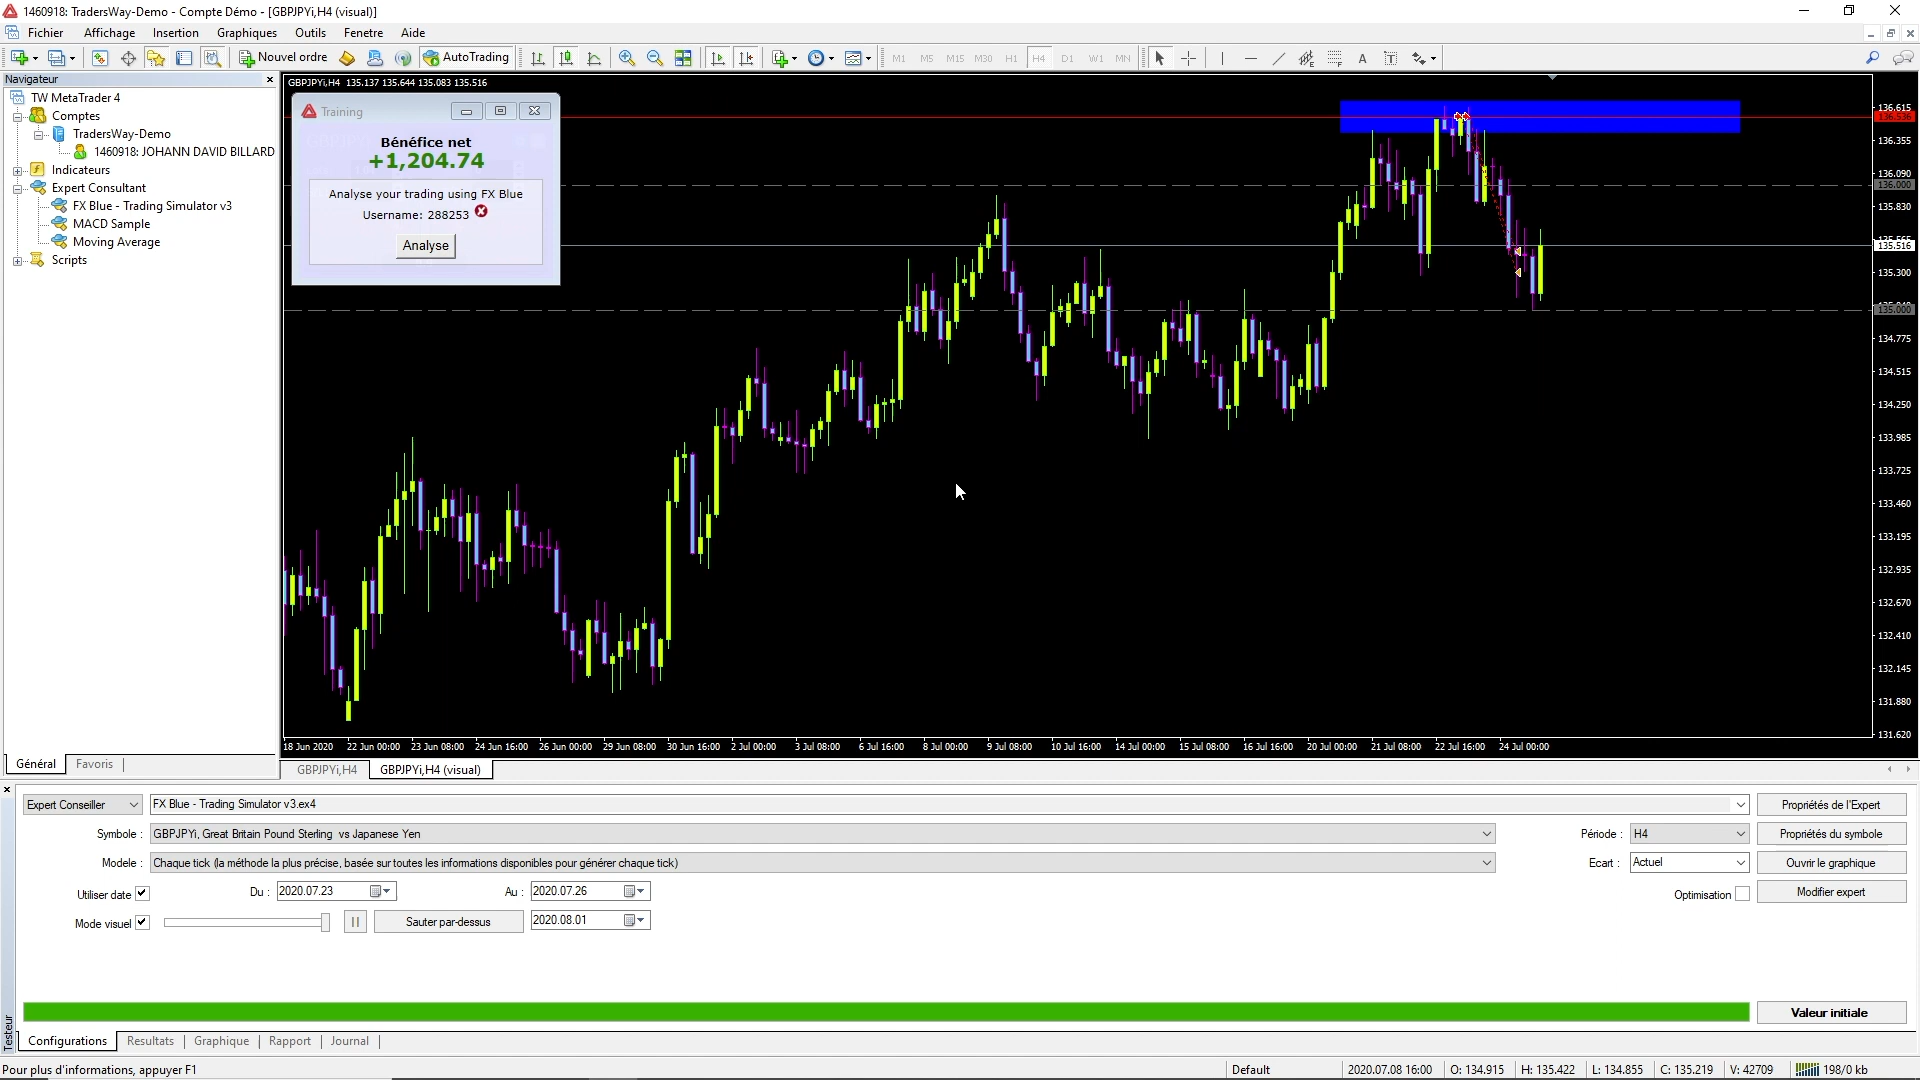 1460918: TradersWay-Demo - Compte Démo - [GBPJPYi,H4 (visual)]
Fichier Affichage Insertion Graphiques Outils Fenetre Aide
Nouvel ordre AutoTrading M1 M5 M15 M30 H1 H4 D1 W1 MN A T
Navigateur
TW MetaTrader 4
Comptes
TradersWay-Demo
1460918: JOHANN DAVID BILLARD
Indicateurs
Expert Consultant
FX Blue - Trading Simulator v3
MACD Sample
Moving Average
Scripts
Général Favoris
GBPJPYi,H4 135.137 135.644 135.083 135.516
Training
Bénéfice net
+1,204.74
Analyse your trading using FX Blue
Username: 288253
Analyse
136.615
136.536
136.355
136.090
136.000
135.830
135.516
135.300
135.000
134.775
134.515
134.250
133.985
133.725
133.460
133.195
132.935
132.670
132.410
132.145
131.880
131.620
18 Jun 2020 22 Jun 00:00 23 Jun 08:00 24 Jun 16:00 26 Jun 00:00 29 Jun 08:00 30 Jun 16:00 2 Jul 00:00 3 Jul 08:00 6 Jul 16:00 8 Jul 00:00 9 Jul 08:00 10 Jul 16:00 14 Jul 00:00 15 Jul 08:00 16 Jul 16:00 20 Jul 00:00 21 Jul 08:00 22 Jul 16:00 24 Jul 00:00
GBPJPYi,H4 GBPJPYi,H4 (visual)
Expert Conseiller FX Blue - Trading Simulator v3.ex4 Propriétés de l'Expert
Symbole : GBPJPYi, Great Britain Pound Sterling vs Japanese Yen Période : H4 Propriétés du symbole
Modele : Chaque tick (la méthode la plus précise, basée sur toutes les informations disponibles pour générer chaque tick) Ecart : Actuel Ouvrir le graphique
Utiliser date Du : 2020.07.23 Au : 2020.07.26 Optimisation Modifier expert
Mode visuel Sauter par-dessus 2020.08.01
Valeur initiale
Testeur
Configurations Resultats Graphique Rapport Journal
Pour plus d'informations, appuyer F1 Default 2020.07.08 16:00 O: 134.915 H: 135.422 L: 134.855 C: 135.219 V: 42709 198/0 kb